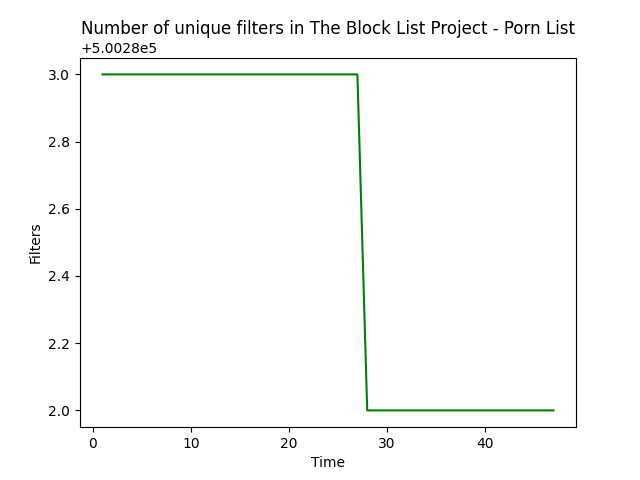 Number of unique filters in The Block List Project - Porn List
+5.0028e5
3.0
2.8
2.6
2.4
2.2
2.0
Filters
0 10 20 30 40
Time